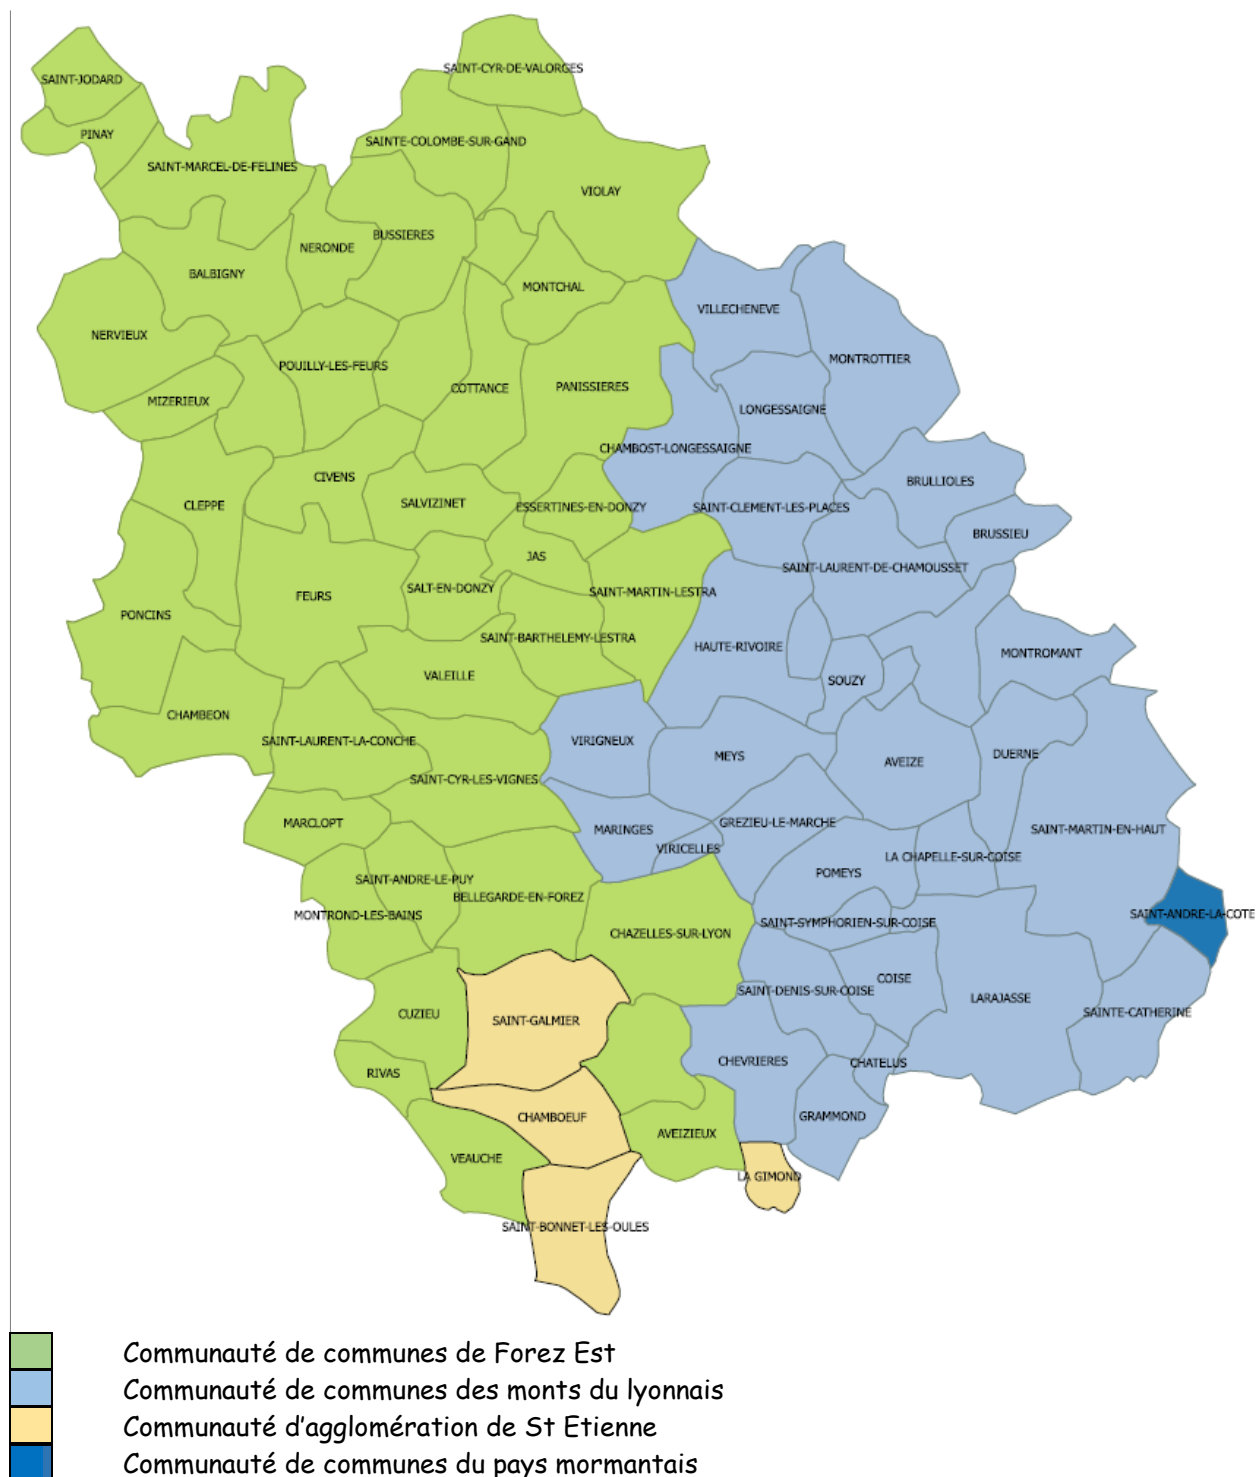 SAINT-CYR-DE-VALORGES
SAINT-JODARD
PINAY
SAINTE-COLOMBE-SUR-GAND
SAINT-MARCEL-DE-FELINES
VIOLAY
BUSSIERES
NERONDE
BALBIGNY
MONTCHAL
VILLECHENEVE
NERVIEUX
MONTROTTIER
POUILLY-LES-FEURS
COTTANCE
PANISSIERES
MIZERIEUX
LONGESSAIGNE
CHAMBOST-LONGESSAIGNE
CIVENS
BRULLIOLES
SALVIZINET
CLEPPE
ESSERTINES-EN-DONZY
SAINT-CLEMENT-LES-PLACES
BRUSSIEU
JAS
SAINT-LAURENT-DE-CHAMOUSSET
SALT-EN-DONZY
SAINT-MARTIN-LESTRA
FEURS
PONCINS
SAINT-BARTHELEMY-LESTRA
HAUTE-RIVOIRE
MONTROMANT
VALEILLE
SOUZY
CHAMBEON
SAINT-LAURENT-LA-CONCHE
VIRIGNEUX
MEYS
DUERNE
AVEIZE
SAINT-CYR-LES-VIGNES
MARCLOPT
MARINGES
GREZIEU-LE-MARCHE
SAINT-MARTIN-EN-HAUT
VIRICELLES
LA CHAPELLE-SUR-COISE
POMEYS
SAINT-ANDRE-LE-PUY
BELLEGARDE-EN-FOREZ
MONTROND-LES-BAINS
SAINT-ANDRE-LA-COTE
SAINT-SYMPHORIEN-SUR-COISE
CHAZELLES-SUR-LYON
COISE
SAINT-DENIS-SUR-COISE
LARAJASSE
SAINTE-CATHERINE
CUZIEU
SAINT-GALMIER
CHEVRIERES
CHATELUS
RIVAS
CHAMBOEUF
GRAMMOND
AVEIZIEUX
VEAUCHE
LA GIMOND
SAINT-BONNET-LES-OULES
Communauté de communes de Forez Est
Communauté de communes des monts du lyonnais
Communauté d'agglomération de St Etienne
Communauté de communes du pays mormantais